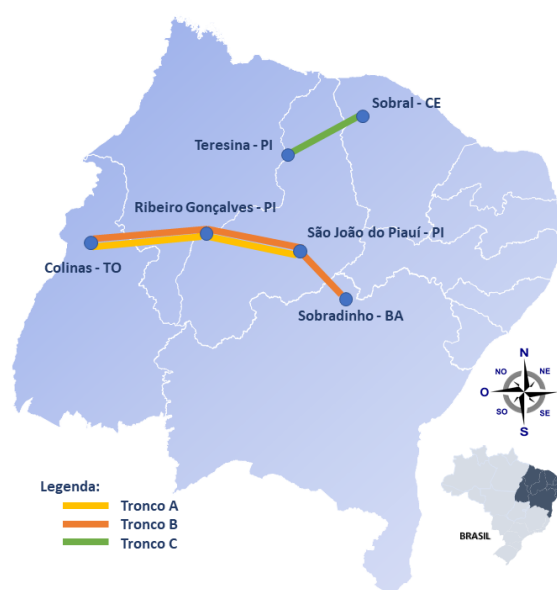 Sobral - CE
Teresina - PI
Ribeiro Gonçalves - PI
São João do Piauí - PI
Colinas - TO
Sobradinho - BA
N
NO NE
O L
SO SE
S
Legenda:
Tronco A
Tronco B
Tronco C
BRASIL